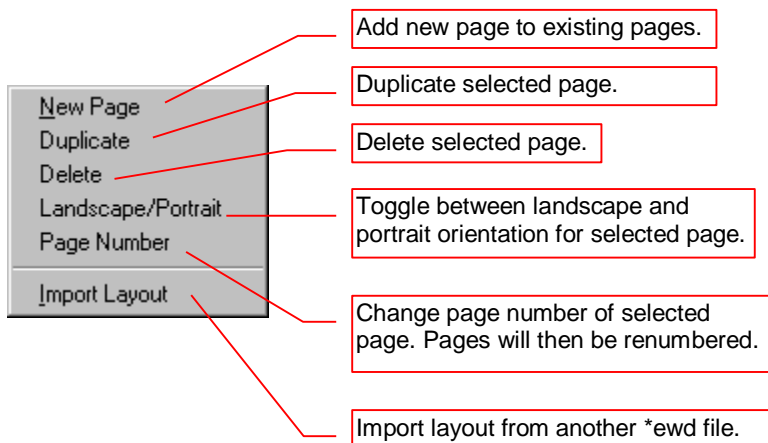 Add new page to existing pages.
New Page
Duplicate selected page.
Duplicate
Delete selected page.
Delete
Landscape/Portrait
Toggle between landscape and
portrait orientation for selected page.
Page Number
Import Layout
Change page number of selected
page. Pages will then be renumbered.
Import layout from another *ewd file.